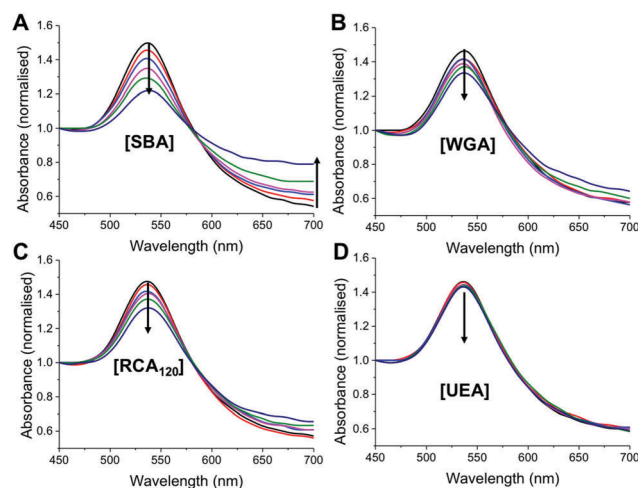 A
1.6
1.4
1.2
1.0
0.8
0.6
Absorbance (normalised)
[SBA]
450 500 550 600 650 700
Wavelength (nm)
B
1.6
1.4
1.2
1.0
0.8
0.6
Absorbance (normalised)
[WGA]
450 500 550 600 650 700
Wavelength (nm)
C
1.6
1.4
1.2
1.0
0.8
0.6
Absorbance (normalised)
[RCA₁₂₀]
450 500 550 600 650 700
Wavelength (nm)
D
1.6
1.4
1.2
1.0
0.8
0.6
Absorbance (normalised)
[UEA]
450 500 550 600 650 700
Wavelength (nm)